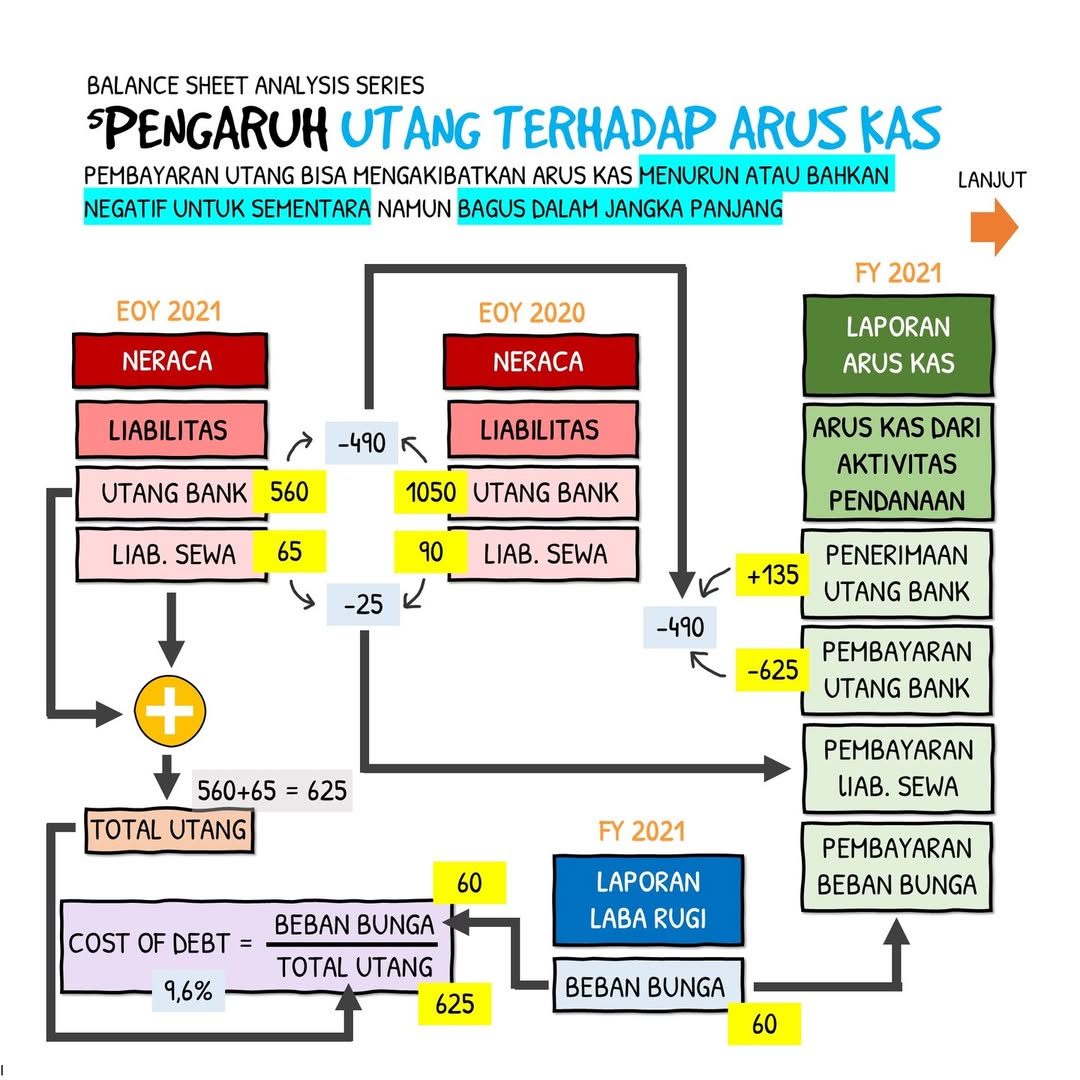 BALANCE SHEET ANALYSIS SERIES
5PENGARUH UTANG TERHADAP ARUS KAS
PEMBAYARAN UTANG BISA MENGAKIBATKAN ARUS KAS MENURUN ATAU BAHKAN
NEGATIF UNTUK SEMENTARA NAMUN BAGUS DALAM JANGKA PANJANG
LANJUT
EOY 2021
NERACA
LIABILITAS
UTANG BANK
560
LIAB. SEWA
65
-490
-25
EOY 2020
NERACA
LIABILITAS
1050
UTANG BANK
90
LIAB. SEWA
FY 2021
LAPORAN
ARUS KAS
ARUS KAS DARI
AKTIVITAS
PENDANAAN
+135
PENERIMAAN
UTANG BANK
-490
-625
PEMBAYARAN
UTANG BANK
PEMBAYARAN
lIAB. SEWA
PEMBAYARAN
BEBAN BUNGA
560+65 = 625
TOTAL UTANG
60
COST OF DEBT =
BEBAN BUNGA
TOTAL UTANG
9,6%
625
FY 2021
LAPORAN
LABA RUGI
BEBAN BUNGA
60